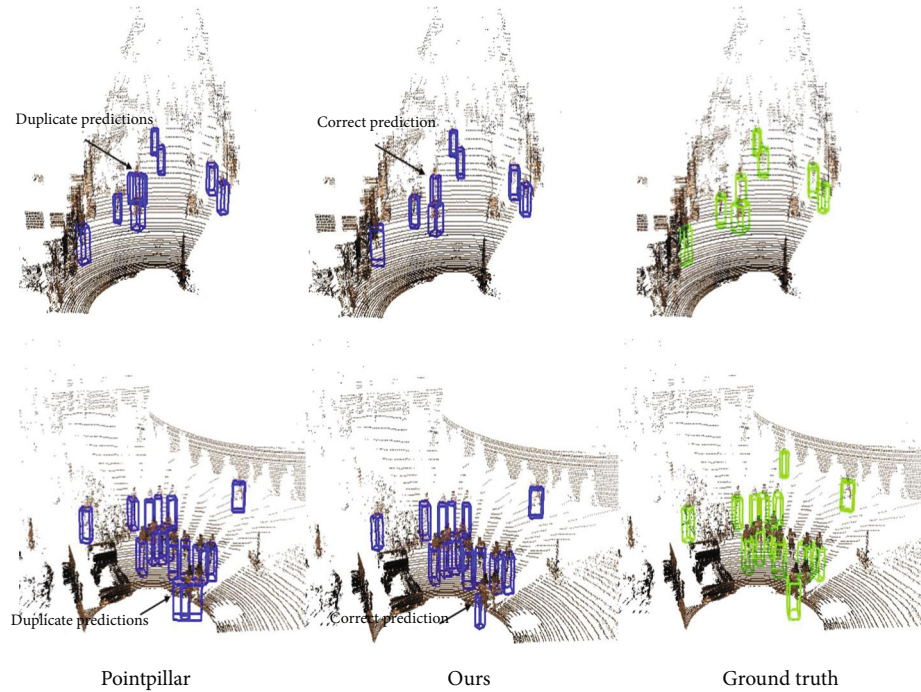 Duplicate predictions
Correct prediction
Duplicate predictions
Correct prediction
Pointpillar
Ours
Ground truth